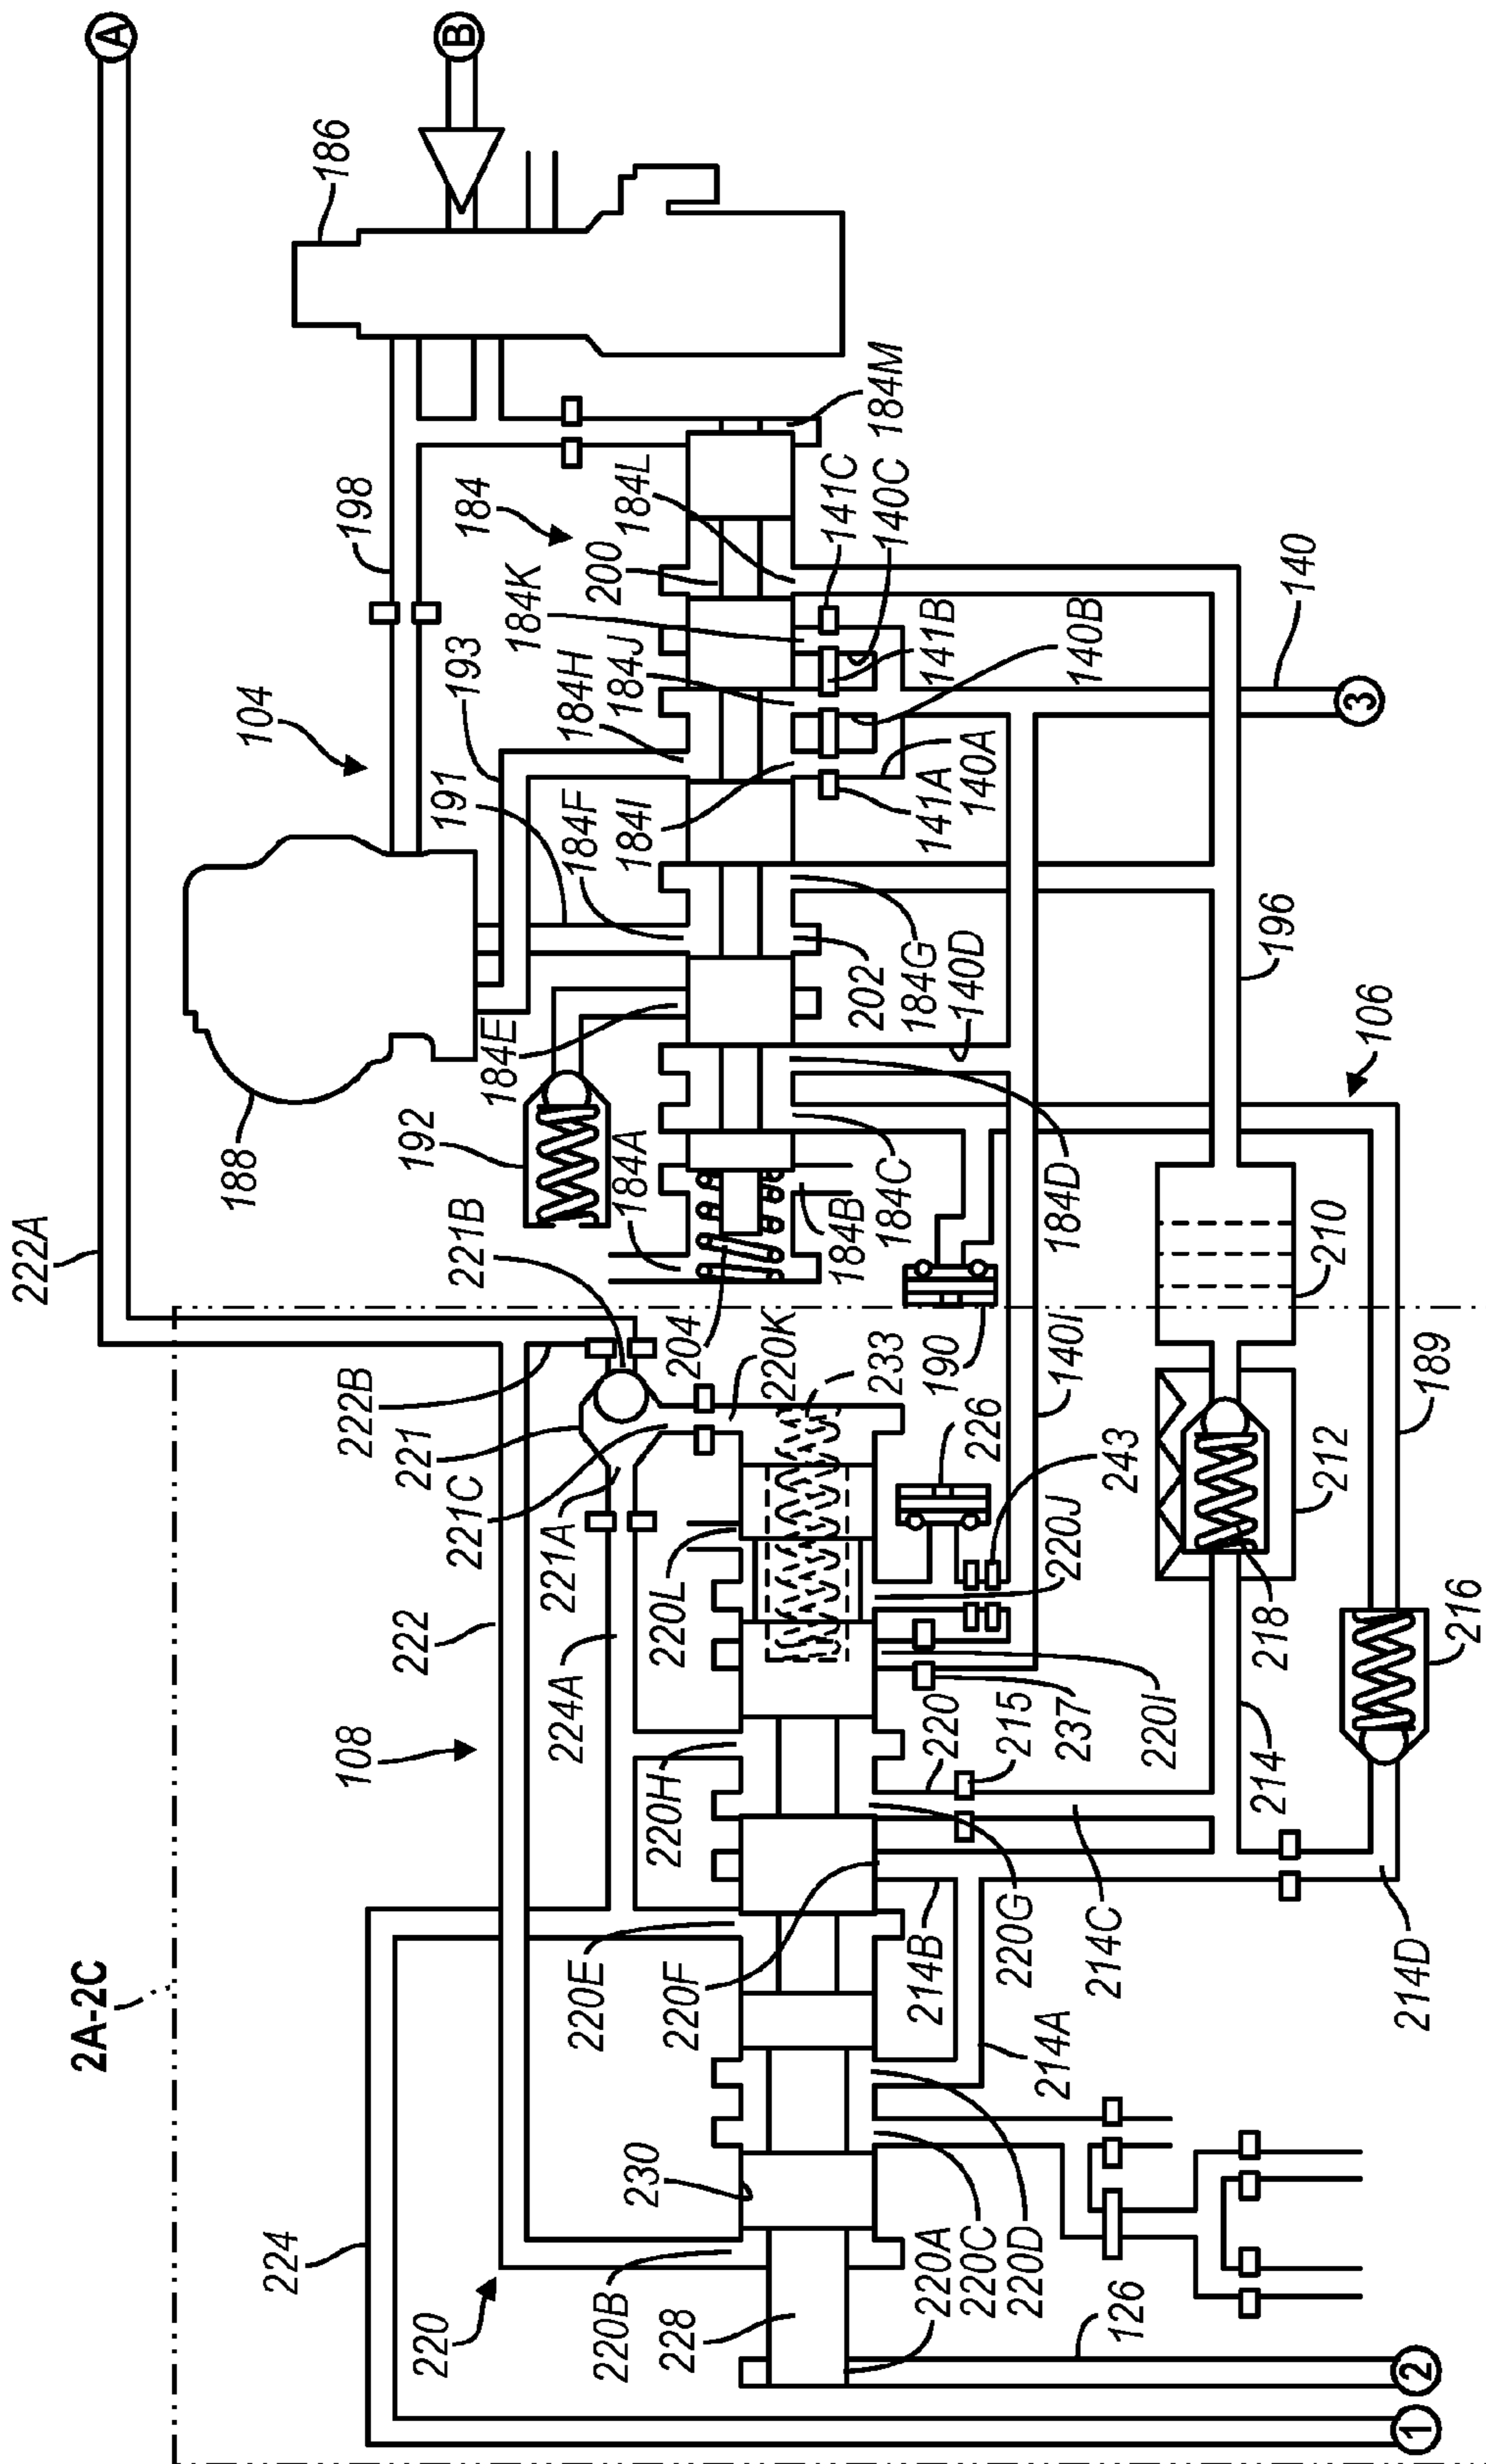 A
B
222A
186
188
104
198
193
191
184
184M
184L
200
184K
184H
184J
184F
184I
141C
140C
141B
140B
140
3
141A
140A
192
184E
184A
202
184G
140D
196
106
184B
184C
184D
221B
204
190
210
222B
221
221C
221A
220K
233
226
140I
189
212
243
220J
220L
222
224A
108
218
216
237
220I
215
220
214
220H
220G
214C
214D
220E
220F
214B
214A
2A-2C
230
224
220
220B
228
220A
220C
220D
126
2
1